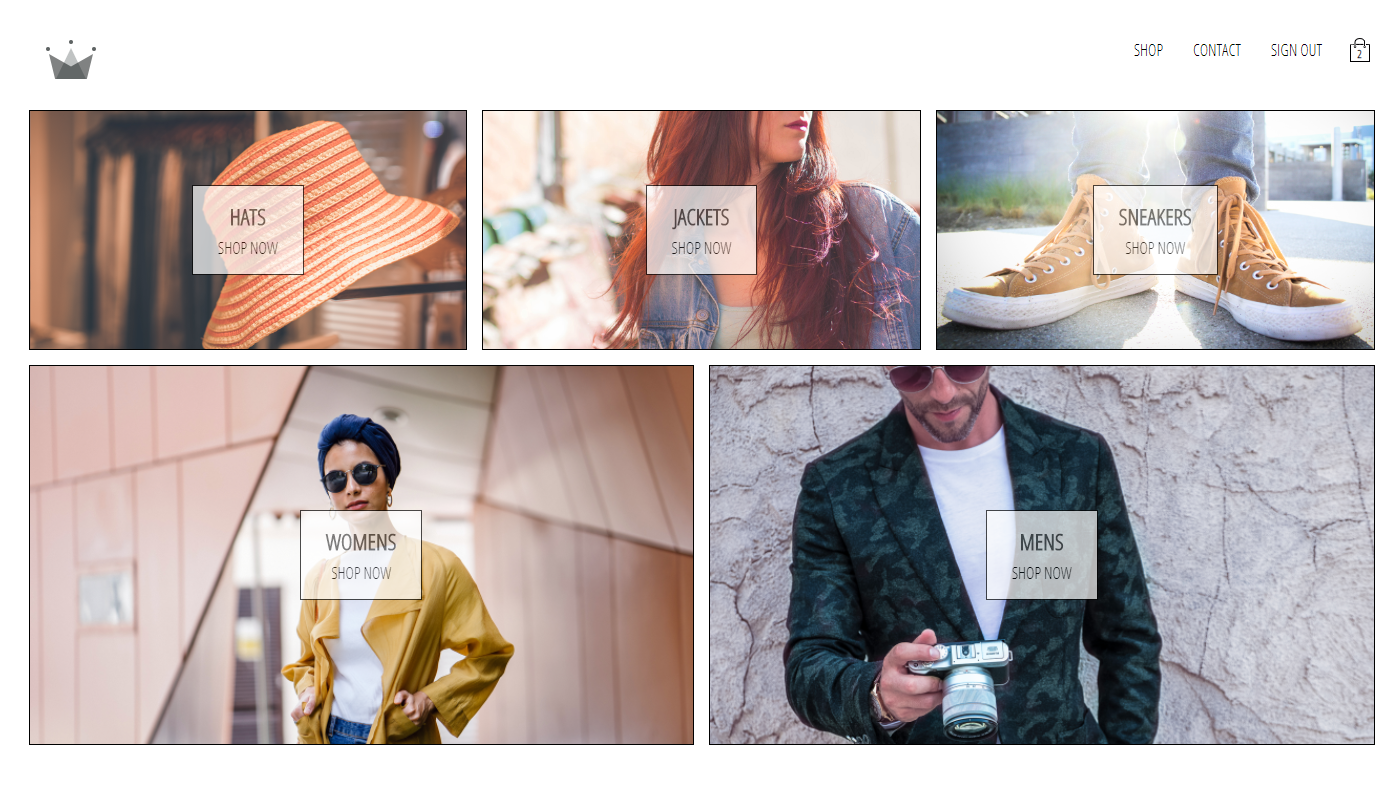 SHOP
CONTACT
SIGN OUT
2
HATS
SHOP NOW
JACKETS
SHOP NOW
SNEAKERS
SHOP NOW
WOMENS
SHOP NOW
MENS
SHOP NOW